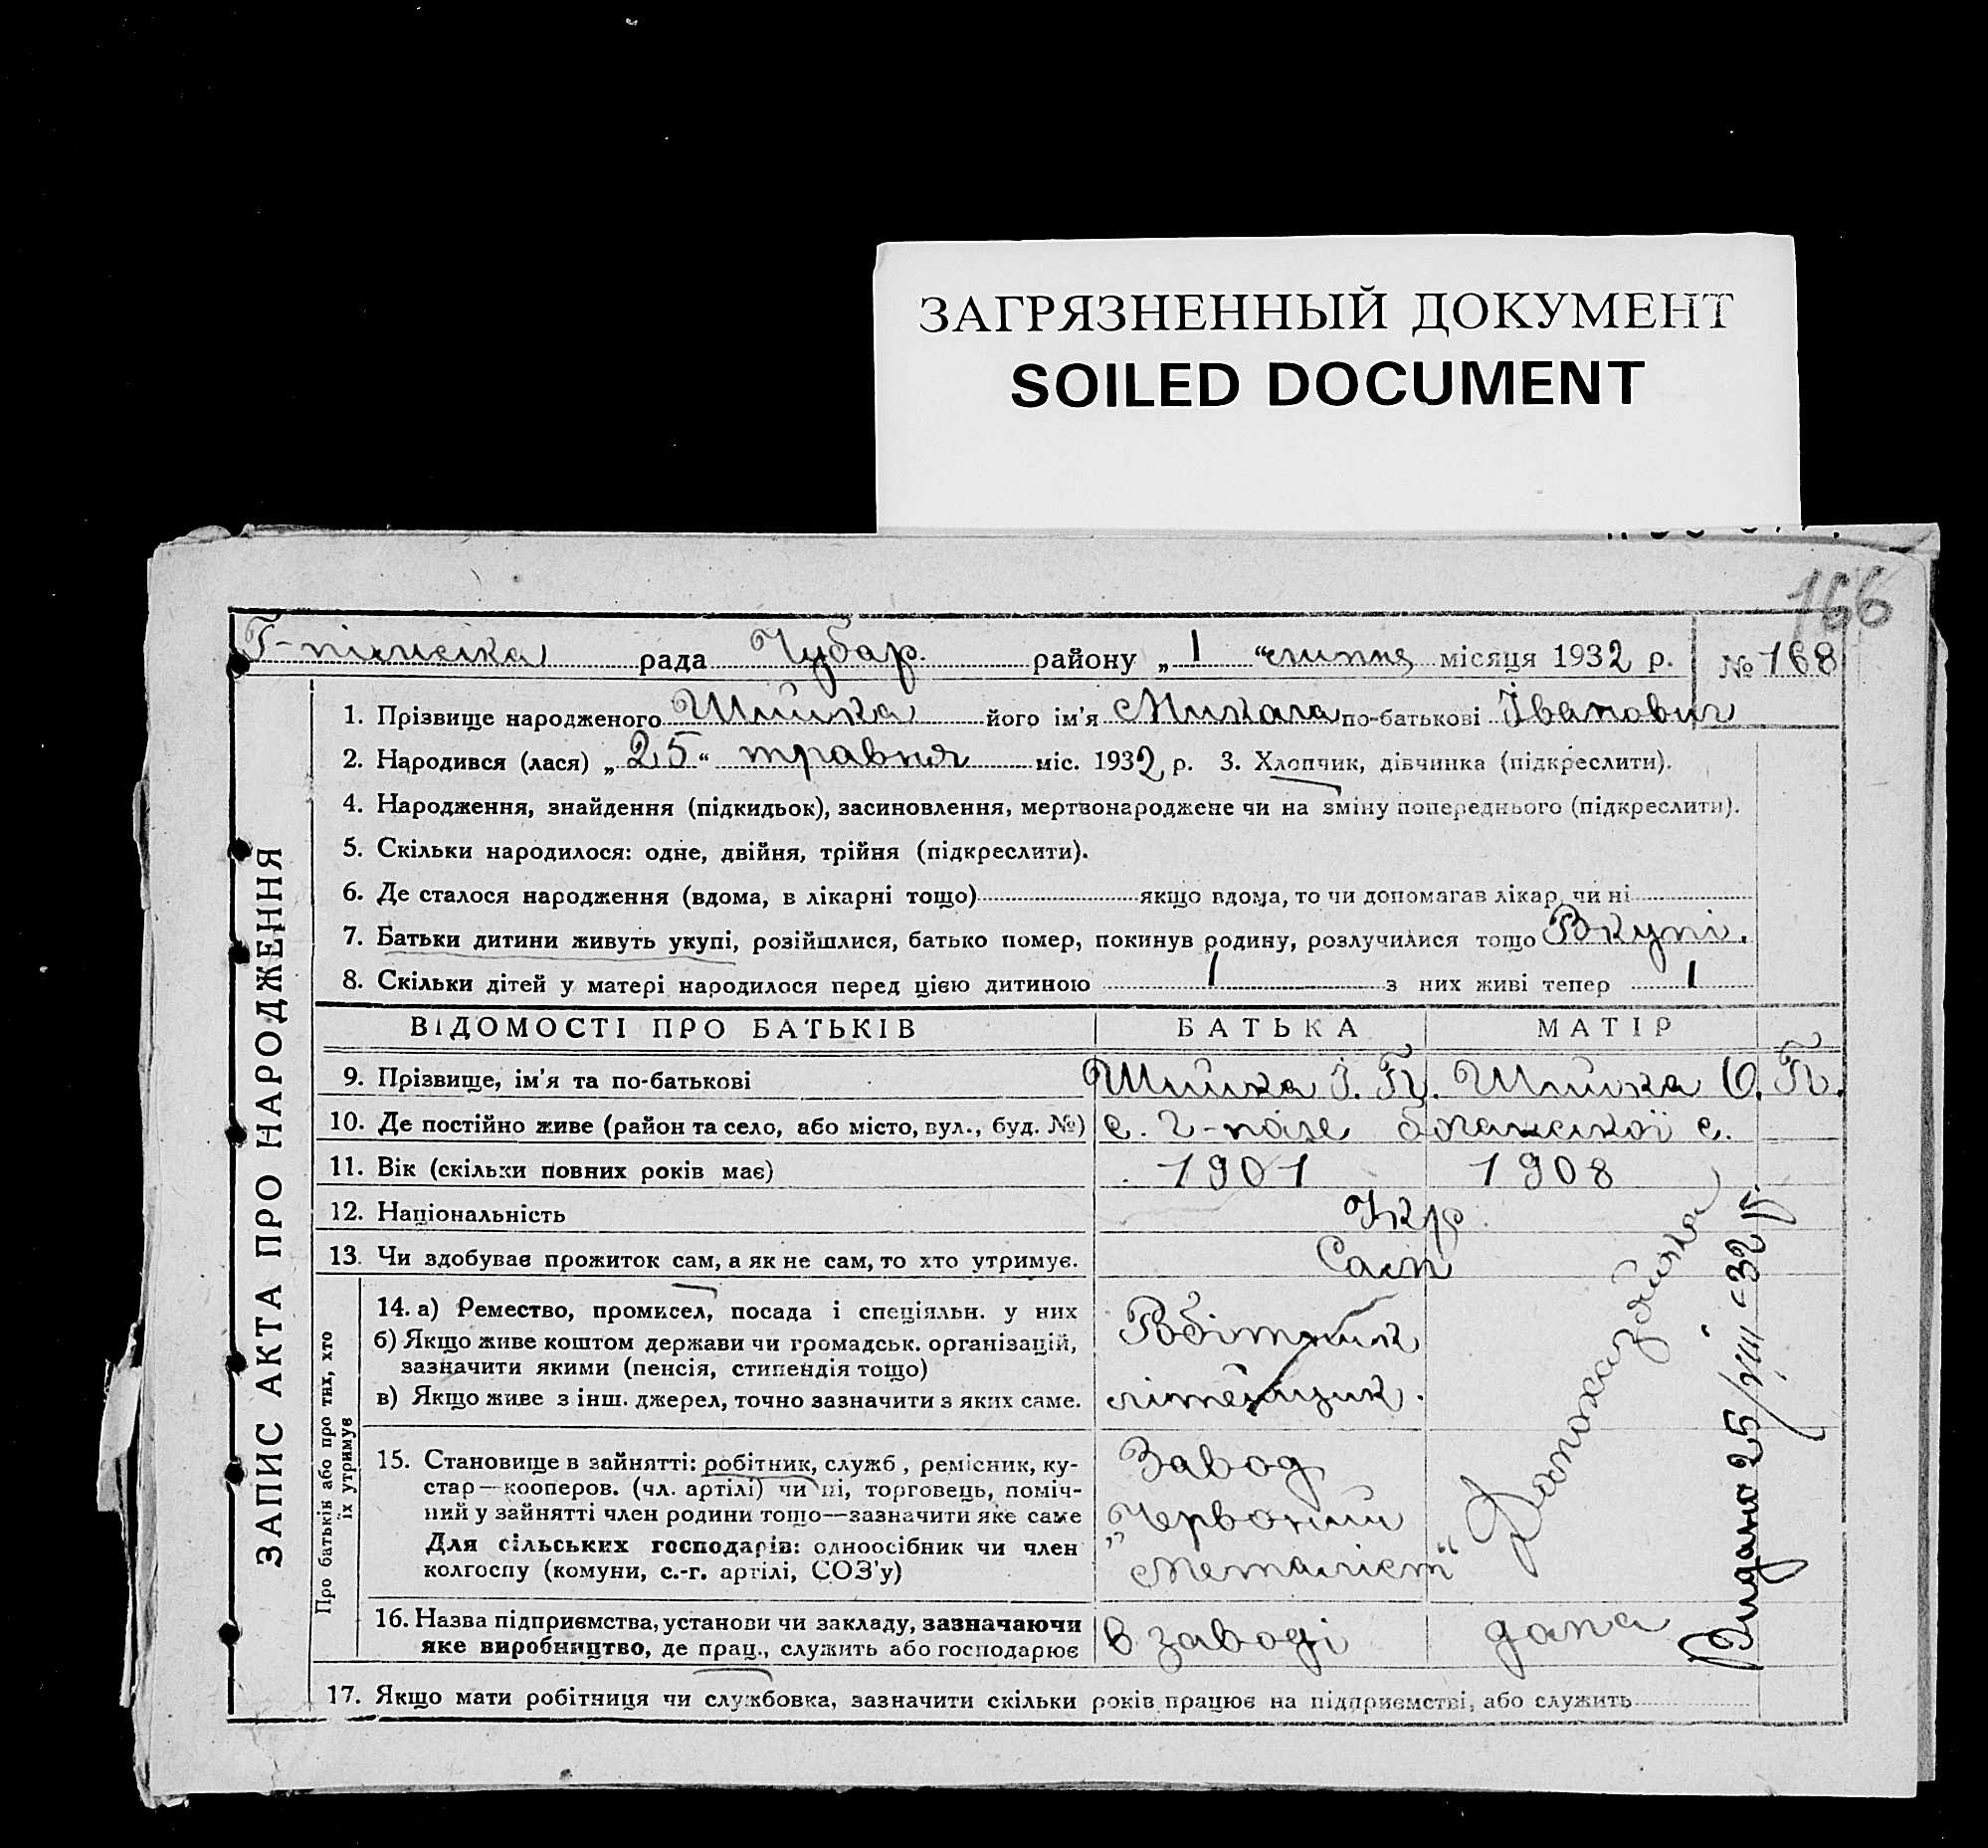 ЗАГРЯЗНЕННЫЙ ДОКУМЕНТ
SOILED DOCUMENT
166
рада Чубар. району „1“ липня місяця 1932 р. № 168
ЗАПИС АКТА ПРО НАРОДЖЕННЯ
1. Прізвище народженого Шийка його ім'я Микола по-батькові Іванович
2. Народився (лася) „25“ травня міс. 1932 р. 3. Хлопчик, дівчинка (підкреслити).
4. Народження, знайдення (підкидьок), засиновлення, мертвонароджене чи на зміну попереднього (підкреслити).
5. Скільки народилося: одне, двійня, трійня (підкреслити).
6. Де сталося народження (вдома, в лікарні тощо) якщо вдома, то чи допомагав лікар, чи ні
7. Батьки дитини живуть укупі, розійшлися, батько помер, покинув родину, розлучилися тощо Вкупі.
8. Скільки дітей у матері народилося перед цією дитиною 1 з них живі тепер 1
ВІДОМОСТІ ПРО БАТЬКІВ БАТЬКА МАТІР
9. Прізвище, ім'я та по-батькові Шийка І. П. Шийка О. П.
10. Де постійно живе (район та село, або місто, вул., буд. №) с. Г-поле
11. Вік (скільки повних років має) 1901 1908
12. Національність Укр
13. Чи здобуває прожиток сам, а як не сам, то хто утримує. Сам
Про батьків або про тих, хто
їх утримує
14. а) Ремество, промисел, посада і спеціяльн. у них
б) Якщо живе коштом держави чи громадськ. організацій,
зазначити якими (пенсія, стипендія тощо)
в) Якщо живе з інш. джерел, точно зазначити з яких саме.
Робітник
15. Становище в зайнятті: робітник, служб., ремісник, ку-
стар—кооперов. (чл. артілі) чи ні, торговець, поміч-
ний у зайнятті член родини тощо—зазначити яке саме
Для сільських господарів: одноосібник чи член
колгоспу (комуни, с.-г. артілі, СОЗ'у)
Завод
„Червоний
Металіст“
Домохазяйка
16. Назва підприємства, установи чи закладу, зазначаючи
яке виробництво, де прац., служить або господарює
в заводі дома
Видано 25/VIII-32 р.
17. Якщо мати робітниця чи службовка, зазначити скільки років працює на підприємстві, або служить